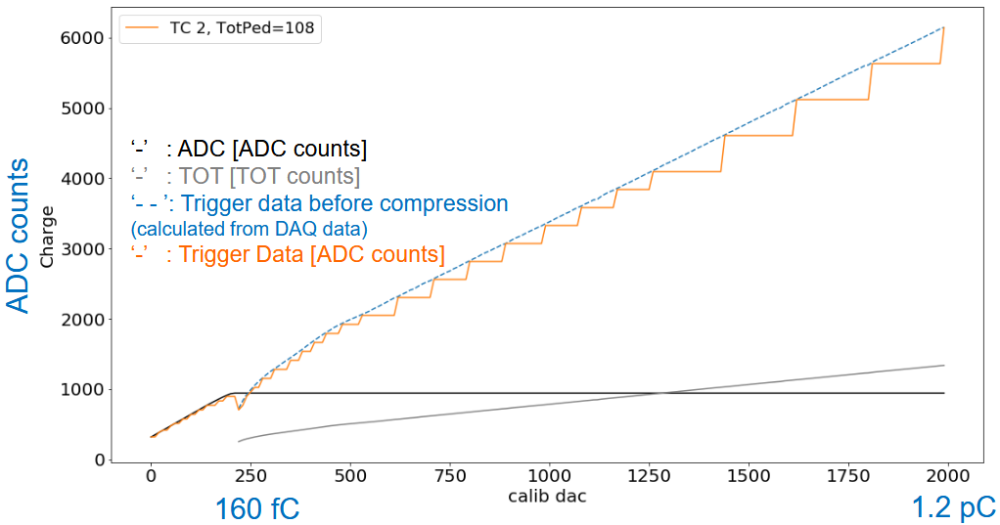 TC 2, TotPed=108
‘-’ : ADC [ADC counts]
‘-’ : TOT [TOT counts]
‘- - ’: Trigger data before compression
(calculated from DAQ data)
‘-’ : Trigger Data [ADC counts]
ADC counts
Charge
6000
5000
4000
3000
2000
1000
0
0 250 500 750 1000 1250 1500 1750 2000
calib dac
160 fC 1.2 pC